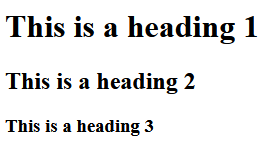 This is a heading 1
This is a heading 2
This is a heading 3